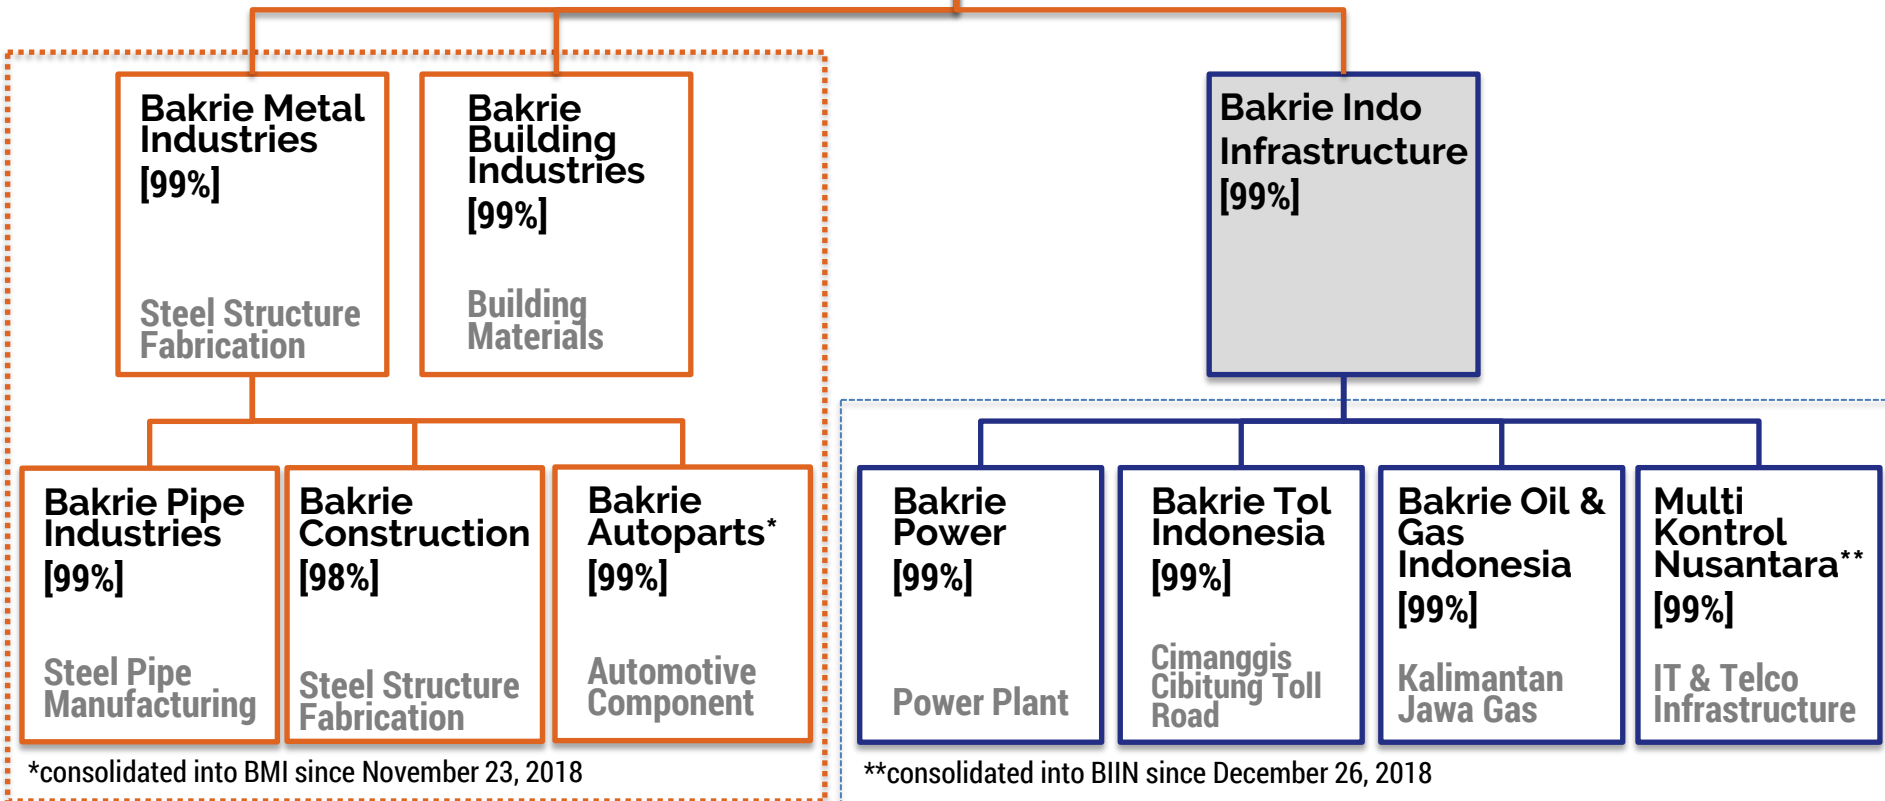 Bakrie Metal
Industries
[99%]
Steel Structure
Fabrication
Bakrie
Building
Industries
[99%]
Building
Materials
Bakrie Indo
Infrastructure
[99%]
Bakrie Pipe
Industries
[99%]
Steel Pipe
Manufacturing
Bakrie
Construction
[98%]
Steel Structure
Fabrication
Bakrie
Autoparts*
[99%]
Automotive
Component
*consolidated into BMI since November 23, 2018
Bakrie
Power
[99%]
Power Plant
Bakrie Tol
Indonesia
[99%]
Cimanggis
Cibitung Toll
Road
Bakrie Oil &
Gas
Indonesia
[99%]
Kalimantan
Jawa Gas
Multi
Kontrol
Nusantara**
[99%]
IT & Telco
Infrastructure
**consolidated into BIIN since December 26, 2018